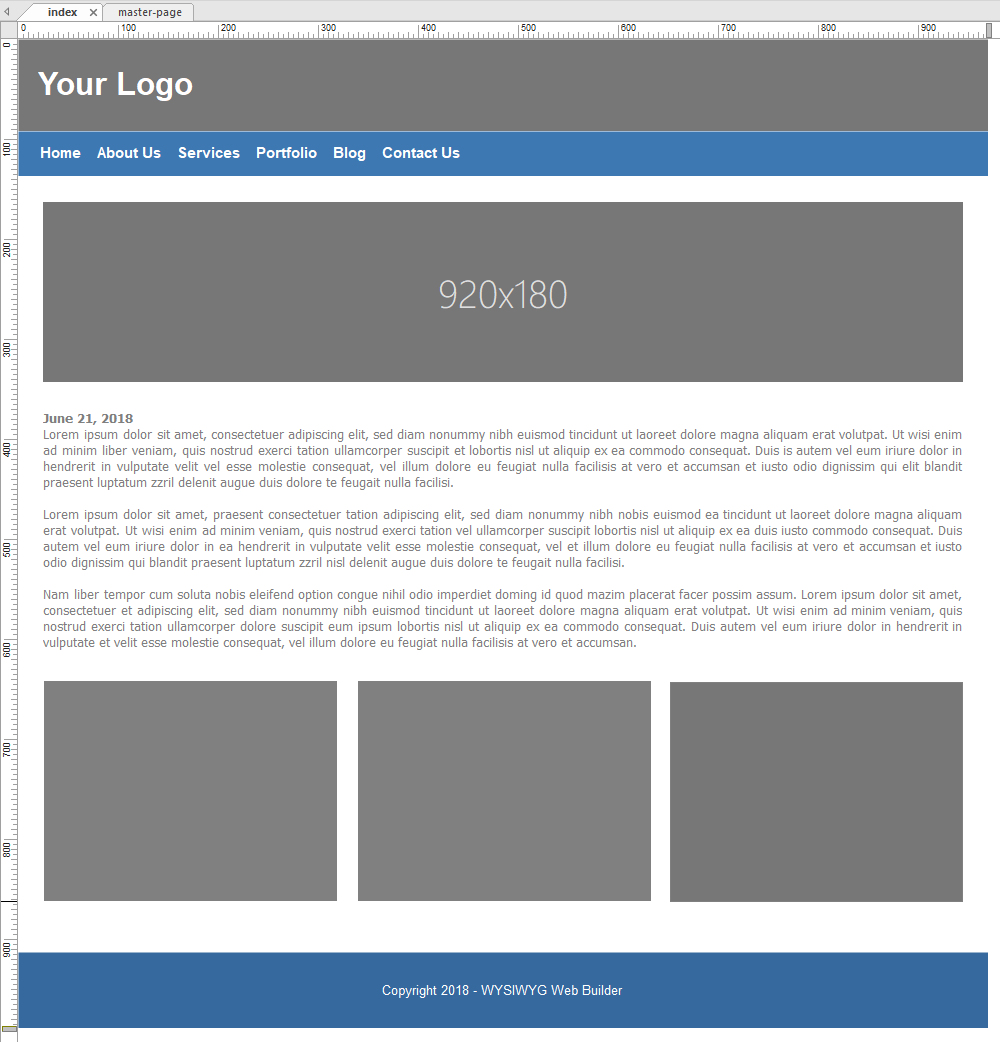 index
master-page
0 100 200 300 400 500 600 700 800 900
0
Your Logo
100
Home About Us Services Portfolio Blog Contact Us
200
920x180
300
June 21, 2018
Lorem ipsum dolor sit amet, consectetuer adipiscing elit, sed diam nonummy nibh euismod tincidunt ut laoreet dolore magna aliquam erat volutpat. Ut wisi enim
ad minim liber veniam, quis nostrud exerci tation ullamcorper suscipit et lobortis nisl ut aliquip ex ea commodo consequat. Duis is autem vel eum iriure dolor in
400
hendrerit in vulputate velit vel esse molestie consequat, vel illum dolore eu feugiat nulla facilisis at vero et accumsan et iusto odio dignissim qui elit blandit
praesent luptatum zzril delenit augue duis dolore te feugait nulla facilisi.
Lorem ipsum dolor sit amet, praesent consectetuer tation adipiscing elit, sed diam nonummy nibh nobis euismod ea tincidunt ut laoreet dolore magna aliquam
erat volutpat. Ut wisi enim ad minim veniam, quis nostrud exerci tation vel ullamcorper suscipit lobortis nisl ut aliquip ex ea duis iusto commodo consequat. Duis
500
autem vel eum iriure dolor in ea hendrerit in vulputate velit esse molestie consequat, vel et illum dolore eu feugiat nulla facilisis at vero et accumsan et iusto
odio dignissim qui blandit praesent luptatum zzril nisl delenit augue duis dolore te feugait nulla facilisi.
Nam liber tempor cum soluta nobis eleifend option congue nihil odio imperdiet doming id quod mazim placerat facer possim assum. Lorem ipsum dolor sit amet,
consectetuer et adipiscing elit, sed diam nonummy nibh euismod tincidunt ut laoreet dolore magna aliquam erat volutpat. Ut wisi enim ad minim veniam, quis
nostrud exerci tation ullamcorper dolore suscipit eum ipsum lobortis nisl ut aliquip ex ea commodo consequat. Duis autem vel eum iriure dolor in hendrerit in
vulputate et velit esse molestie consequat, vel illum dolore eu feugiat nulla facilisis at vero et accumsan.
600
700
800
900
Copyright 2018 - WYSIWYG Web Builder